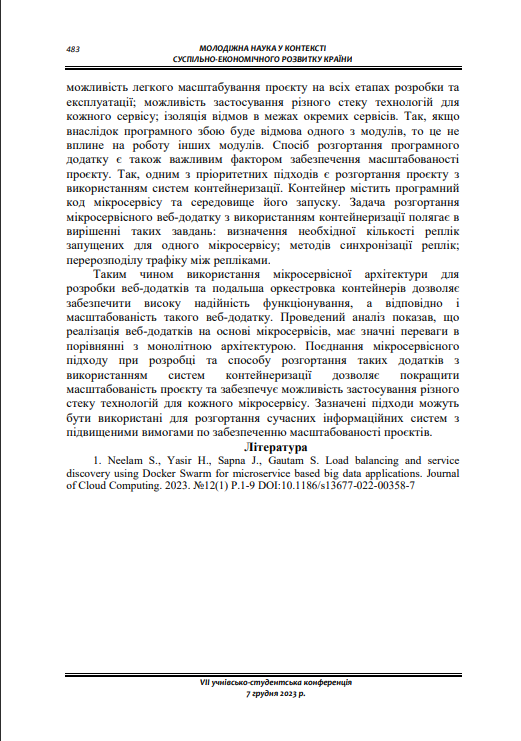 483
МОЛОДІЖНА НАУКА У КОНТЕКСТІ
СУСПІЛЬНО-ЕКОНОМІЧНОГО РОЗВИТКУ КРАЇНИ
можливість легкого масштабування проєкту на всіх етапах розробки та
експлуатації; можливість застосування різного стеку технологій для
кожного сервісу; ізоляція відмов в межах окремих сервісів. Так, якщо
внаслідок програмного збою буде відмова одного з модулів, то це не
вплине на роботу інших модулів. Спосіб розгортання програмного
додатку є також важливим фактором забезпечення масштабованості
проєкту. Так, одним з пріоритетних підходів є розгортання проєкту з
використанням систем контейнеризації. Контейнер містить програмний
код мікросервісу та середовище його запуску. Задача розгортання
мікросервісного веб-додатку з використанням контейнеризації полягає в
вирішенні таких завдань: визначення необхідної кількості реплік
запущених для одного мікросервісу; методів синхронізації реплік;
перерозподілу трафіку між репліками.
Таким чином використання мікросервісної архітектури для
розробки веб-додатків та подальша оркестровка контейнерів дозволяє
забезпечити високу надійність функціонування, а відповідно і
масштабованість такого веб-додатку. Проведений аналіз показав, що
реалізація веб-додатків на основі мікросервісів, має значні переваги в
порівнянні з монолітною архітектурою. Поєднання мікросервісного
підходу при розробці та способу розгортання таких додатків з
використанням систем контейнеризації дозволяє покращити
масштабованість проєкту та забезпечує можливість застосування різного
стеку технологій для кожного мікросервісу. Зазначені підходи можуть
бути використані для розгортання сучасних інформаційних систем з
підвищеними вимогами по забезпеченню масштабованості проєктів.
Література
1. Neelam S., Yasir H., Sapna J., Gautam S. Load balancing and service
discovery using Docker Swarm for microservice based big data applications. Journal
of Cloud Computing. 2023. №12(1) P.1-9 DOI:10.1186/s13677-022-00358-7
VII учнівсько-студентська конференція
7 грудня 2023 р.